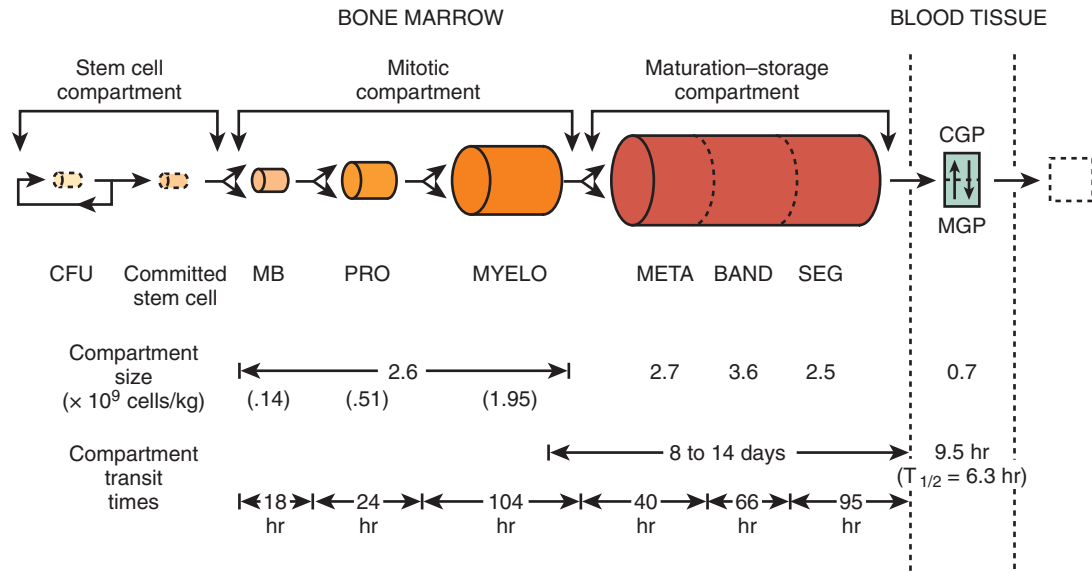 BONE MARROW
BLOOD TISSUE
Stem cell
compartment
Mitotic
compartment
Maturation–storage
compartment
CGP
MGP
CFU
Committed
stem cell
MB
PRO
MYELO
META
BAND
SEG
Compartment
size
(× 10⁹ cells/kg)
2.6
(.14)
(.51)
(1.95)
2.7
3.6
2.5
0.7
Compartment
transit
times
8 to 14 days
9.5 hr
(T 1/2 = 6.3 hr)
18
hr
24
hr
104
hr
40
hr
66
hr
95
hr